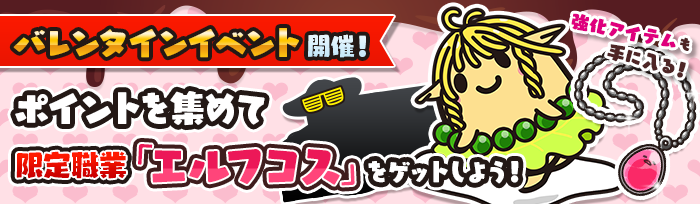 バレンタインイベント開催！
強化アイテムも
手に入る！
ポイントを集めて
限定職業「エルフコス」をゲットしよう！